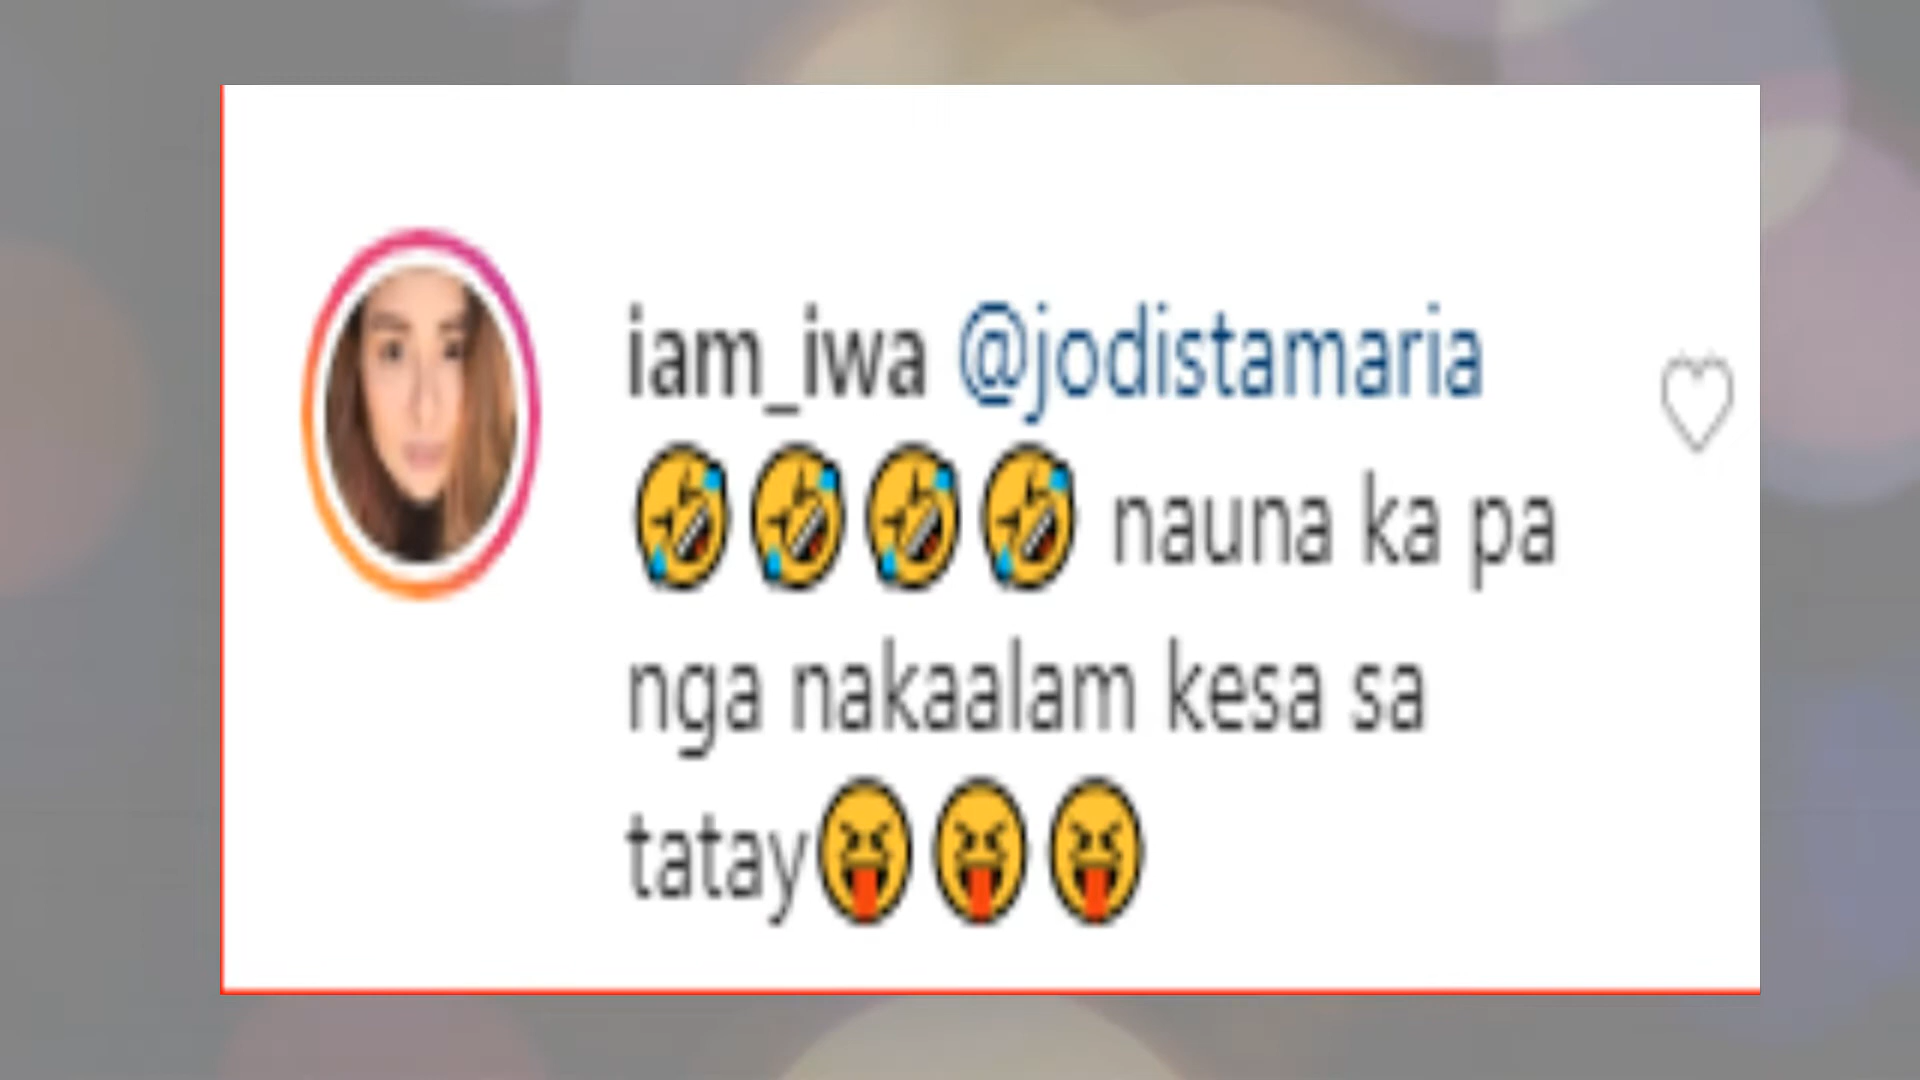 iam_iwa @jodistamaria
🤣🤣🤣🤣 nauna ka pa
nga nakaalam kesa sa
tatay😝😝😝